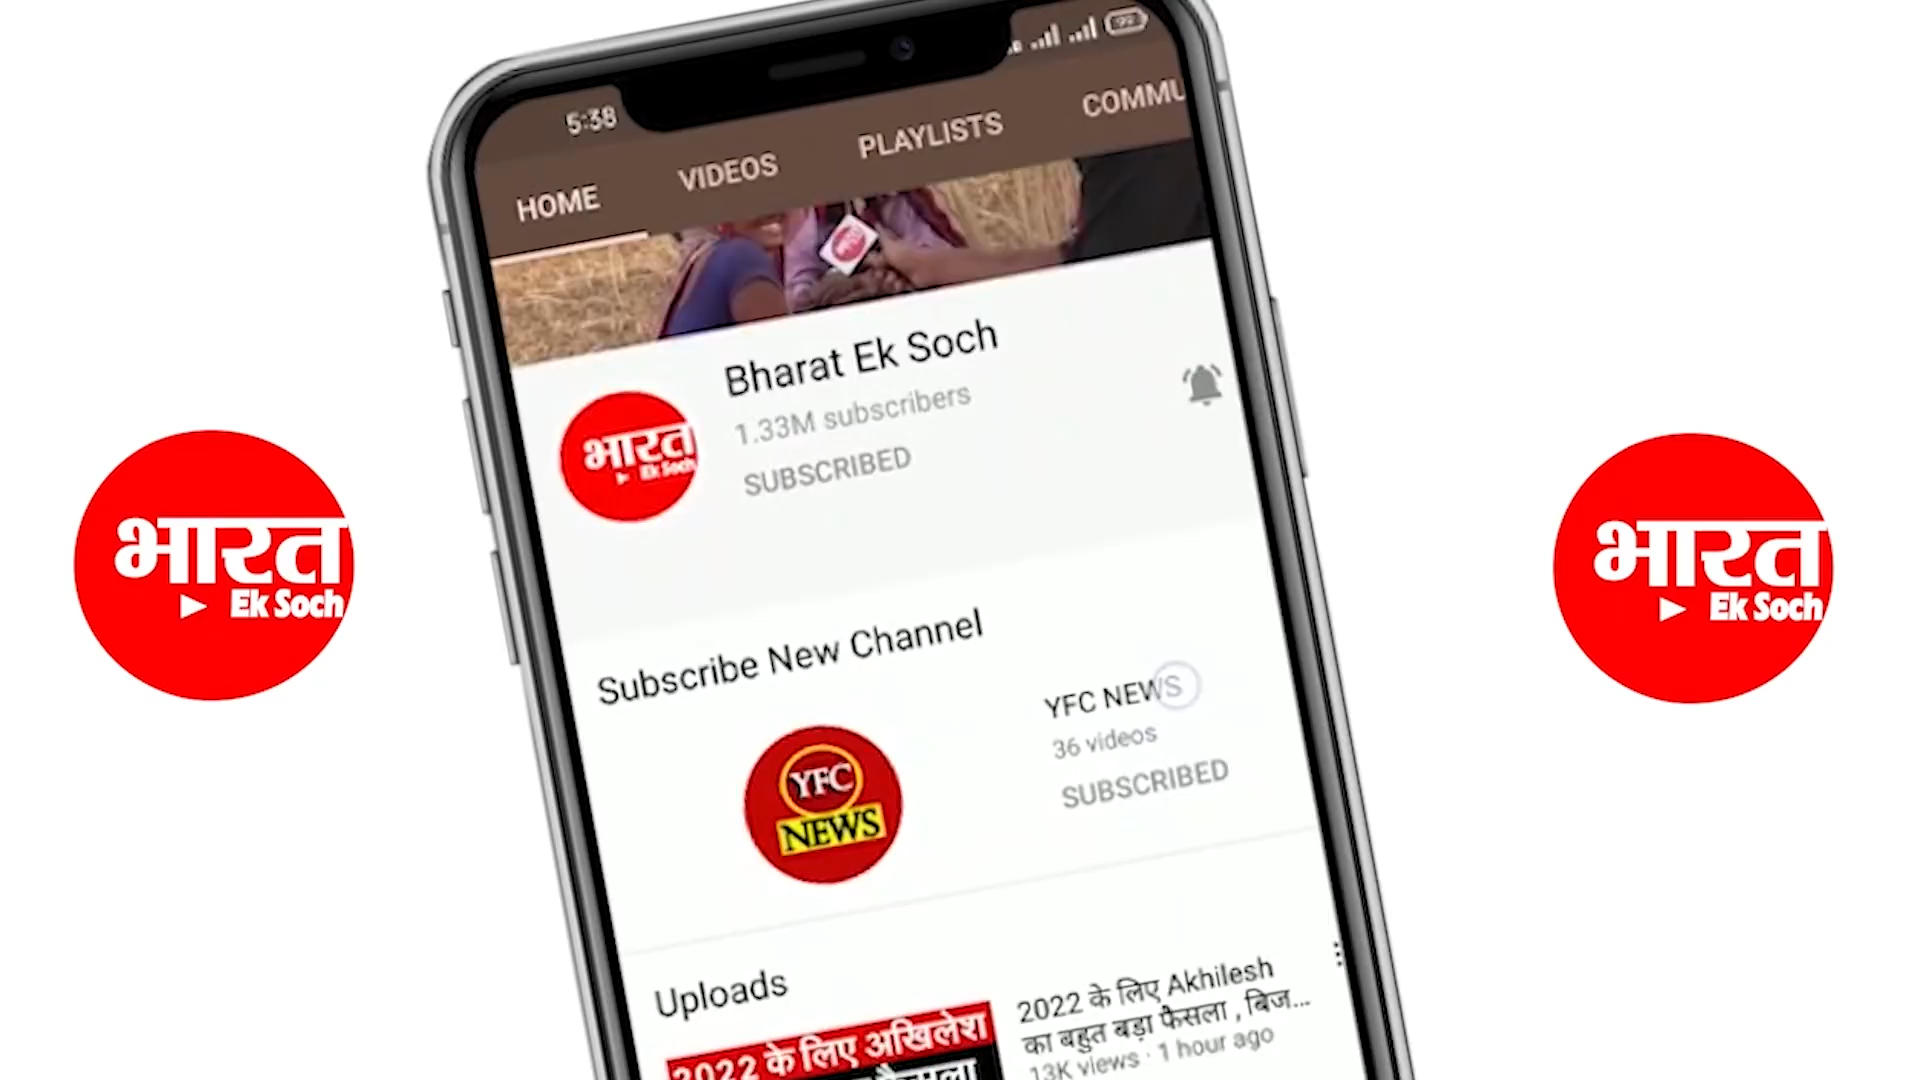 99
5:38
HOME
VIDEOS
PLAYLISTS
COMMU
Bharat Ek Soch
1.33M subscribers
SUBSCRIBED
भारत
Ek Soch
भारत
Ek Soch
भारत
Ek Soch
Subscribe New Channel
YFC NEWS
36 videos
SUBSCRIBED
YFC
NEWS
Uploads
2022 के लिए अखिलेश
2022 के लिए Akhilesh
का बहुत बड़ा फैसला , बिज...
13K views · 1 hour ago